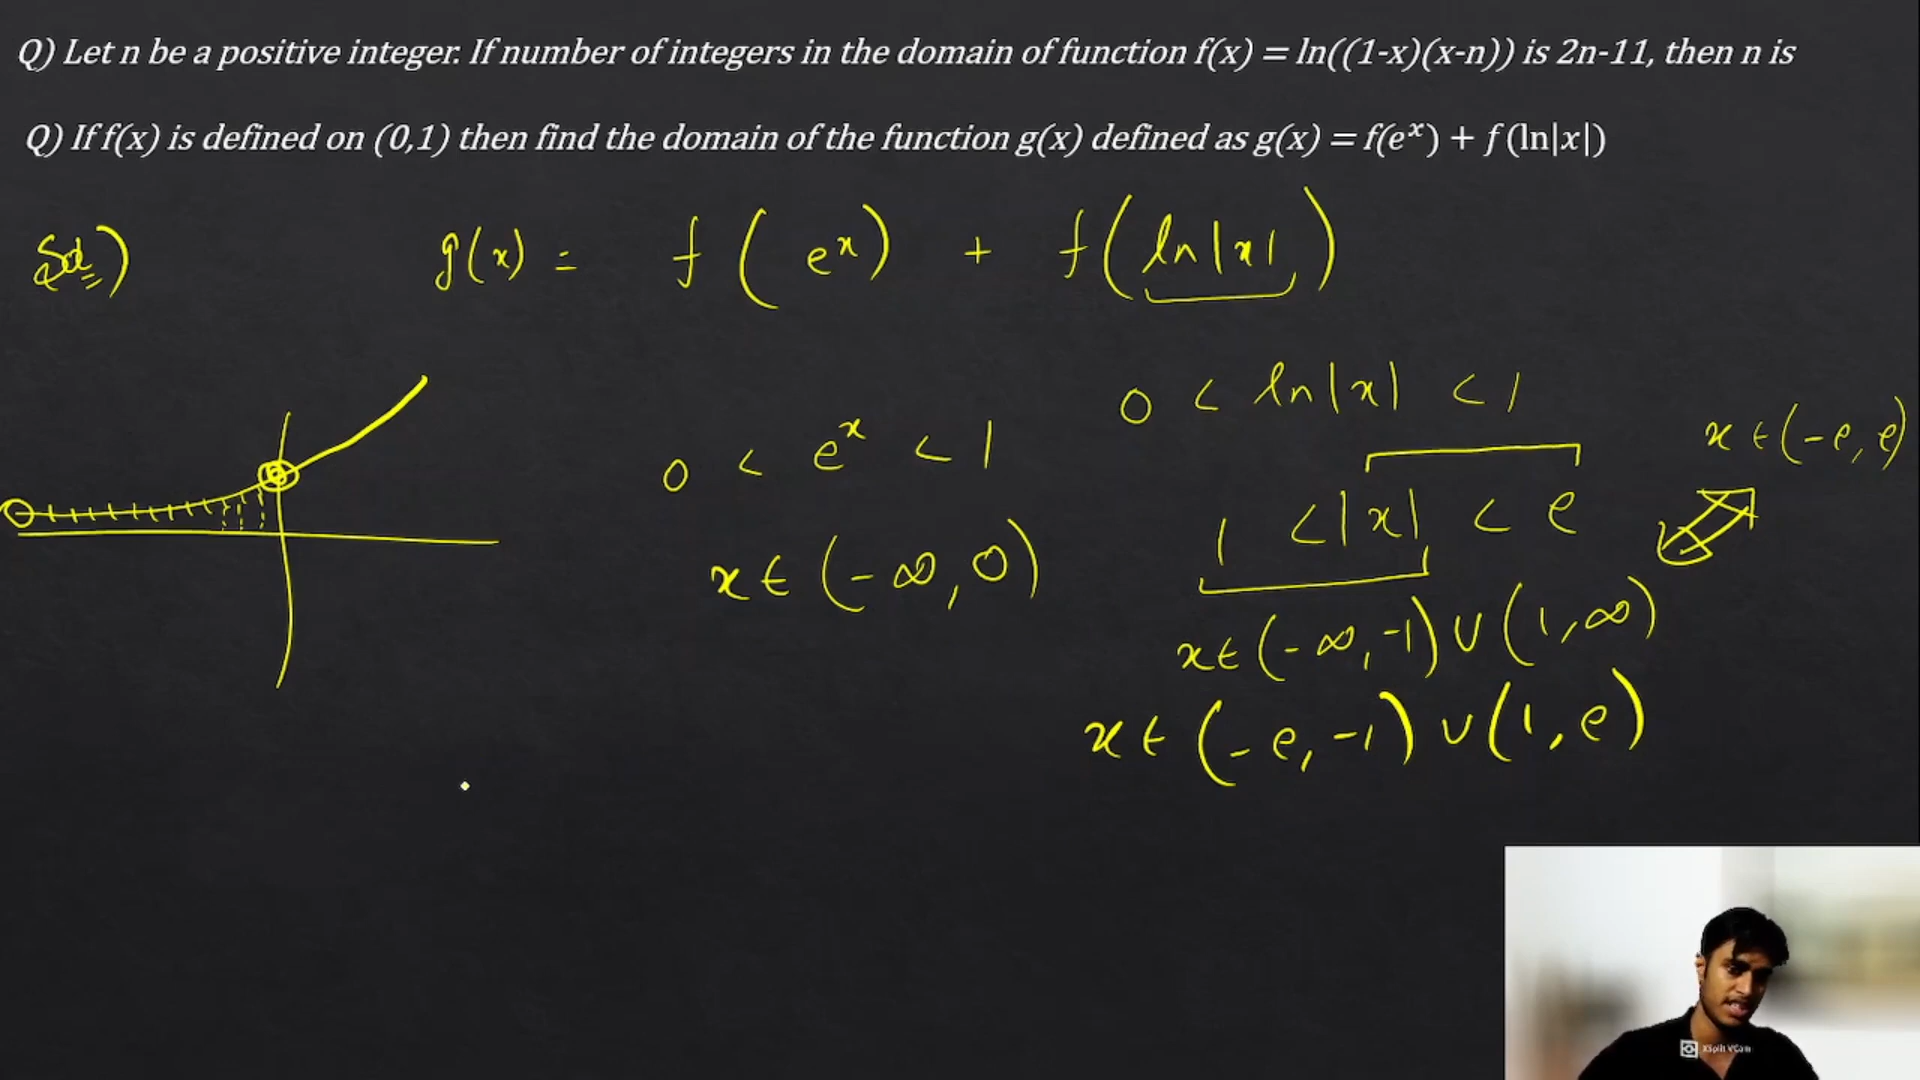 Q) Let n be a positive integer. If number of integers in the domain of function f(x) = ln((1-x)(x-n)) is 2n-11, then n is
Q) If f(x) is defined on (0,1) then find the domain of the function g(x) defined as g(x) = f(eˣ) + f(ln|x|)
Sol) g(x) = f(eˣ) + f(ln|x|)
0 < ln|x| < 1
x ∈ (-e, e)
0 < eˣ < 1
1 < |x| < e
x ∈ (-∞, 0)
x ∈ (-∞, -1) ∪ (1, ∞)
x ∈ (-e, -1) ∪ (1, e)
XSplit VCam